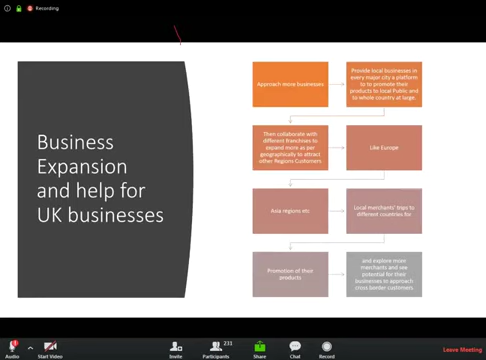 Recording
Business
Expansion
and help for
UK businesses
Approach more businesses
Provide local businesses in
every major city a platform
to to promote their
products to local Public and
to whole country at large.
Then collaborate with
different franchies to
expand more as per
geographically to attract
other Regions Customers
Like Europe
Asia regions etc
Local merchants' trips to
different countries for
Promotion of their
products
and explore more
merchants and see
potential for their
businesses to approach
cross border customers.
Audio
Start Video
Invite
231
Participants
Share
Chat
Record
Leave Meeting